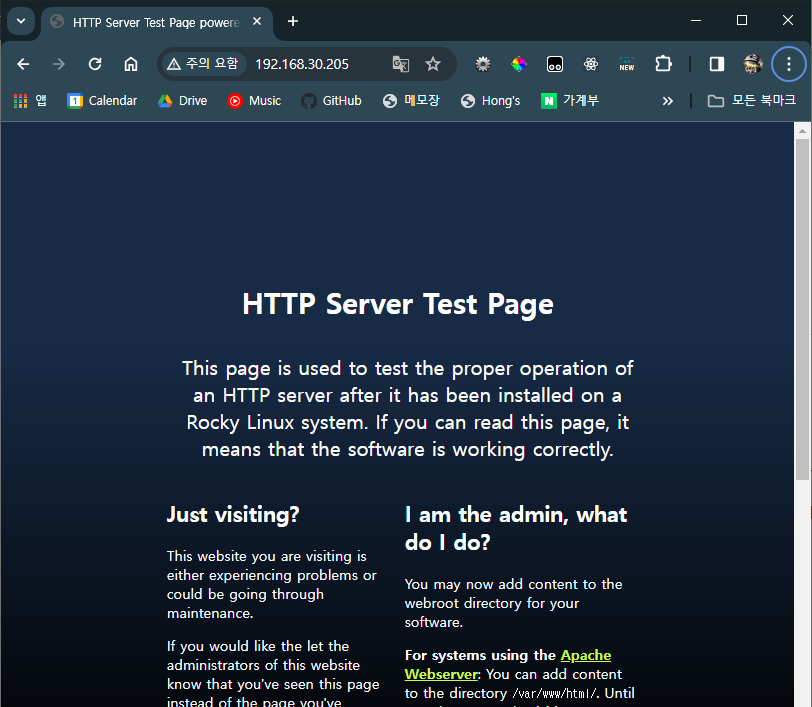 HTTP Server Test Page powere
주의 요함 192.168.30.205 NEW
앱 1 Calendar Drive Music GitHub 메모장 Hong's N 가계부 » 모든 북마크
HTTP Server Test Page
This page is used to test the proper operation of
an HTTP server after it has been installed on a
Rocky Linux system. If you can read this page, it
means that the software is working correctly.
Just visiting?
This website you are visiting is
either experiencing problems or
could be going through
maintenance.
If you would like the let the
administrators of this website
know that you've seen this page
instead of the page you've
I am the admin, what
do I do?
You may now add content to the
webroot directory for your
software.
For systems using the Apache
Webserver: You can add content
to the directory /var/www/html/. Until